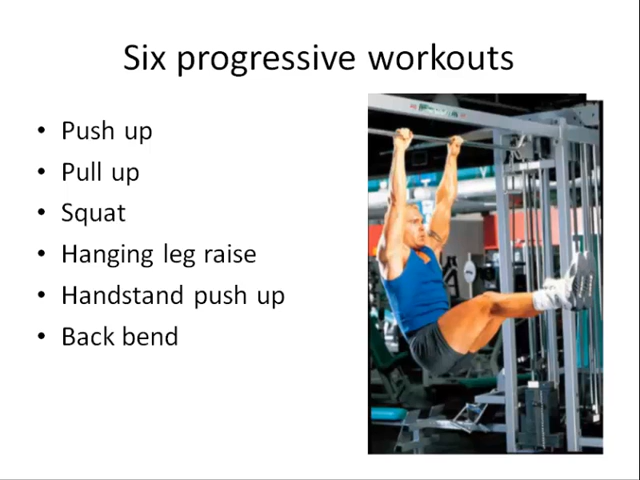 Six progressive workouts
• Push up
• Pull up
• Squat
• Hanging leg raise
• Handstand push up
• Back bend